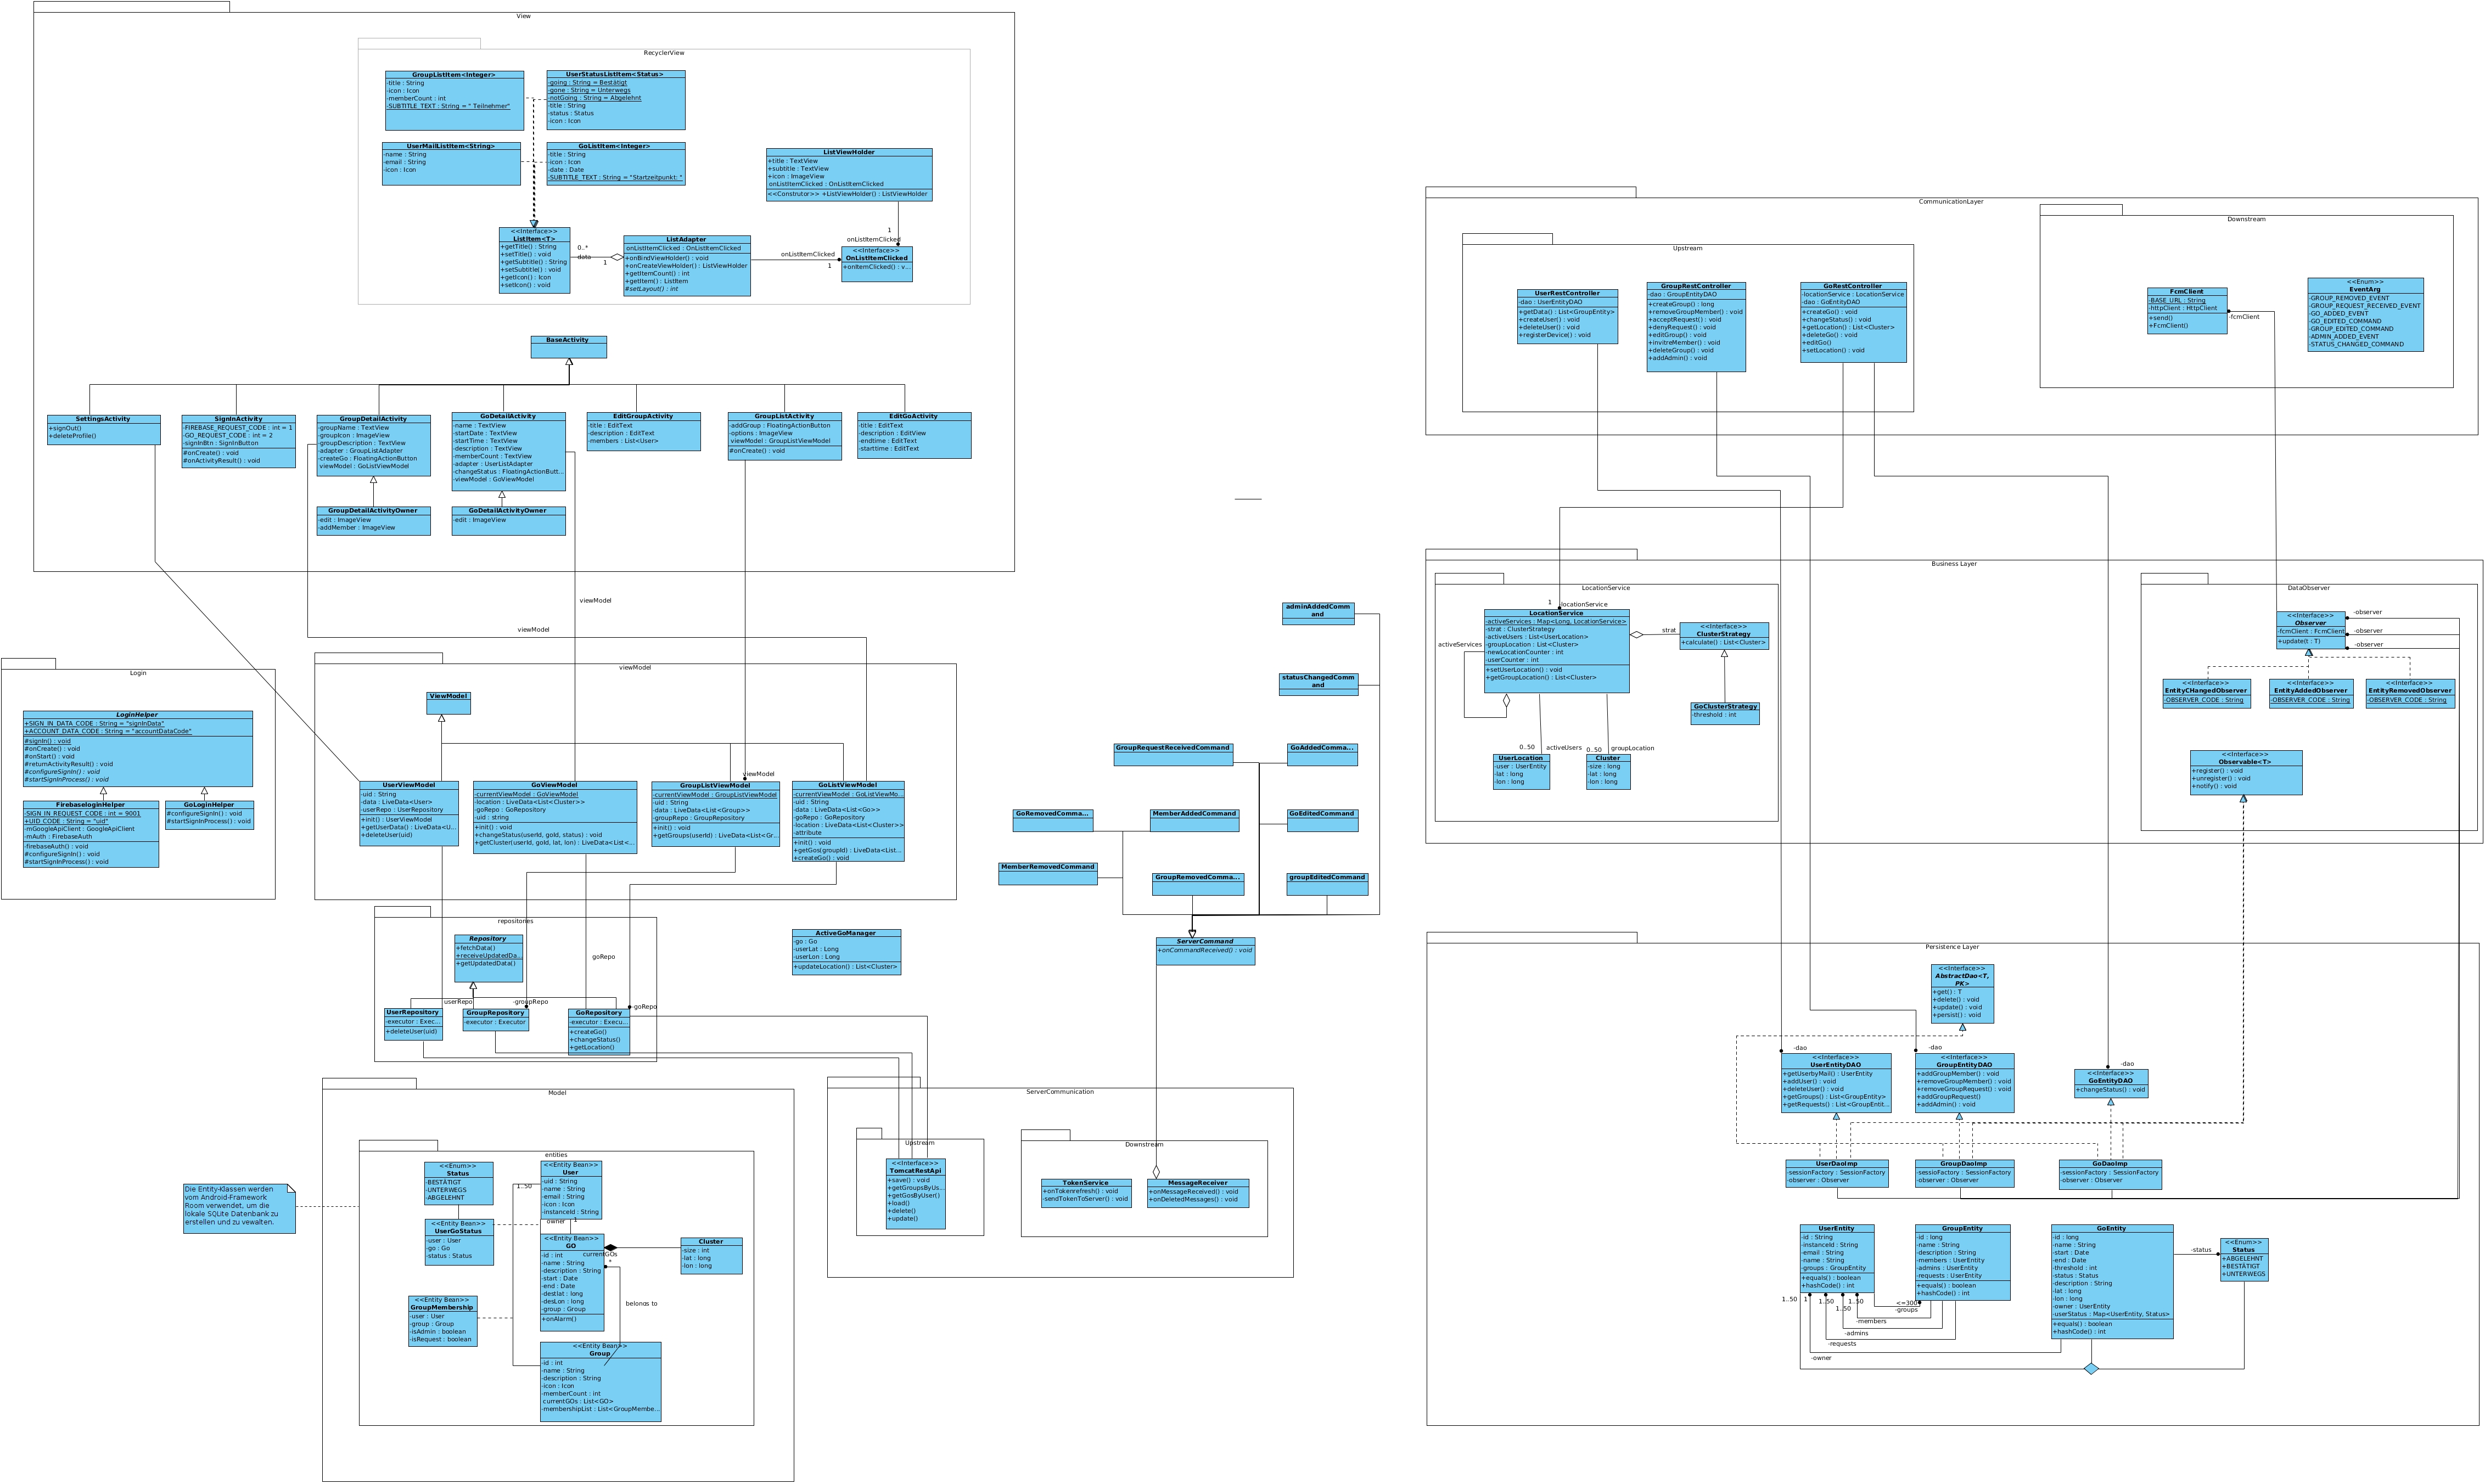 View
RecyclerView
GroupListItem<Integer>
-title : String
-icon : Icon
-memberCount : int
-SUBTITLE_TEXT : String = " Teilnehmer"
UserStatusListItem<Status>
-going : String = Bestätigt
-gone : String = Unterwegs
-notGoing : String = Abgelehnt
-title : String
-status : Status
-icon : Icon
UserMailListItem<String>
-name : String
-email : String
-icon : Icon
GoListItem<Integer>
-title : String
-icon : Icon
-date : Date
-SUBTITLE_TEXT : String = "Startzeitpunkt: "
ListViewHolder
+title : TextView
+subtitle : TextView
+icon : ImageView
onListItemClicked : OnListItemClicked
<<Construtor>> +ListViewHolder() : ListViewHolder
<<Interface>>
ListItem<T>
+getTitle() : String
+setTitle() : void
+getSubtitle() : String
+setSubtitle() : void
+getIcon() : Icon
+setIcon() : void
0..*
data
1
ListAdapter
onListItemClicked : OnListItemClicked
+onBindViewHolder() : void
+onCreateViewHolder() : ListViewHolder
+getItemCount() : int
+getItem() : ListItem
#setLayout() : int
onListItemClicked
1
1
onListItemClicked
<<Interface>>
OnListItemClicked
+onItemClicked() : v...
BaseActivity
SettingsActivity
+signOut()
+deleteProfile()
SignInActivity
-FIREBASE_REQUEST_CODE : int = 1
-GO_REQUEST_CODE : int = 2
-signInBtn : SignInButton
#onCreate() : void
#onActivityResult() : void
GroupDetailActivity
-groupName : TextView
-groupIcon : ImageView
-groupDescription : TextView
-adapter : GroupListAdapter
-createGo : FloatingActionButton
viewModel : GoListViewModel
GoDetailActivity
-name : TextView
-startDate : TextView
-startTime : TextView
-description : TextView
-memberCount : TextView
-adapter : UserListAdapter
-changeStatus : FloatingActionButt...
-viewModel : GoViewModel
EditGroupActivity
-title : EditText
-description : EditText
-members : List<User>
GroupListActivity
-addGroup : FloatingActionButton
-options : ImageView
viewModel : GroupListViewModel
#onCreate() : void
EditGoActivity
-title : EditText
-description : EditView
-endtime : EditText
-starttime : EditText
GroupDetailActivityOwner
-edit : ImageView
-addMember : ImageView
GoDetailActivityOwner
-edit : ImageView
viewModel
viewModel
Login
LoginHelper
+SIGN_IN_DATA_CODE : String = "signInData"
+ACCOUNT_DATA_CODE : String = "accountDataCode"
#signIn() : void
#onCreate() : void
#onStart() : void
#returnActivityResult() : void
#configureSignIn() : void
#startSignInProcess() : void
FirebaseloginHelper
-SIGN_IN_REQUEST_CODE : int = 9001
+UID_CODE : String = "uid"
-mGoogleApiClient : GoogleApiClient
-mAuth : FirebaseAuth
-firebaseAuth() : void
#configureSignIn() : void
#startSignInProcess() : void
GoLoginHelper
#configureSignIn() : void
#startSignInProcess() : void
viewModel
ViewModel
viewModel
UserViewModel
-uid : String
-data : LiveData<User>
-userRepo : UserRepository
+init() : UserViewModel
+getUserData() : LiveData<U...
+deleteUser(uid)
GoViewModel
-currentViewModel : GoViewModel
-location : LiveData<List<Cluster>>
-goRepo : GoRepository
-uid : string
+init() : void
+changeStatus(userId, goId, status) : void
+getCluster(userId, goId, lat, lon) : LiveData<List<...
GroupListViewModel
-currentViewModel : GroupListViewModel
-uid : String
-data : LiveData<List<Group>>
-groupRepo : GroupRepository
+init() : void
+getGroups(userId) : LiveData<List<Gr...
GoListViewModel
-currentViewModel : GoListViewMo...
-uid : String
-data : LiveData<List<Go>>
-goRepo : GoRepository
-location : LiveData<List<Cluster>>
-attribute
+init() : void
+getGos(groupId) : LiveData<List...
+createGo() : void
repositories
Repository
+fetchData()
+receiveUpdatedDa...
+getUpdatedData()
goRepo
userRepo
-groupRepo
-goRepo
UserRepository
-executor : Exec...
+deleteUser(uid)
GroupRepository
-executor : Executor
GoRepository
-executor : Execu...
+createGo()
+changeStatus()
+getLocation()
ActiveGoManager
-go : Go
-userLat : Long
-userLon : Long
+updateLocation() : List<Cluster>
adminAddedComm
and
statusChangedComm
and
GroupRequestReceivedCommand
GoAddedComma...
GoRemovedComma...
MemberAddedCommand
GoEditedCommand
MemberRemovedCommand
GroupRemovedComma...
groupEditedCommand
ServerCommand
+onCommandReceived() : void
Model
entities
Die Entity-Klassen werden
vom Android-Framework
Room verwendet, um die
lokale SQLite Datenbank zu
erstellen und zu vewalten.
<<Enum>>
Status
-BESTÄTIGT
-UNTERWEGS
-ABGELEHNT
<<Entity Bean>>
User
-uid : String
-name : String
-email : String
-icon : Icon
-instanceId : String
1..50
owner
1
<<Entity Bean>>
UserGoStatus
-user : User
-go : Go
-status : Status
<<Entity Bean>>
GO
-id : int
-name : String
-description : String
-start : Date
-end : Date
-destlat : long
-desLon : long
-group : Group
+onAlarm()
currentGOs
*
Cluster
-size : int
-lat : long
-lon : long
belongs to
<<Entity Bean>>
GroupMembership
-user : User
-group : Group
-isAdmin : boolean
-isRequest : boolean
<<Entity Bean>>
Group
-id : int
-name : String
-description : String
-icon : Icon
-memberCount : int
currentGOs : List<GO>
-membershipList : List<GroupMembe...
ServerCommunication
Upstream
<<Interface>>
TomcatRestApi
+save() : void
+getGroupsByUs...
+getGosByUser()
+load()
+delete()
+update()
Downstream
TokenService
+onTokenrefresh() : void
-sendTokenToServer() : void
MessageReceiver
+onMessageReceived() : void
+onDeletedMessages() : void
CommunicationLayer
Upstream
UserRestController
-dao : UserEntityDAO
+getData() : List<GroupEntity>
+createUser() : void
+deleteUser() : void
+registerDevice() : void
GroupRestController
-dao : GroupEntityDAO
+createGroup() : long
+removeGroupMember() : void
+acceptRequest() : void
+denyRequest() : void
+editGroup() : void
+invitreMember() : void
+deleteGroup() : void
+addAdmin() : void
GoRestController
-locationService : LocationService
-dao : GoEntityDAO
+createGo() : void
+changeStatus() : void
+getLocation() : List<Cluster>
+deleteGo() : void
+editGo()
+setLocation() : void
Downstream
FcmClient
-BASE_URL : String
-httpClient : HttpClient
+send()
+FcmClient()
-fcmClient
<<Enum>>
EventArg
-GROUP_REMOVED_EVENT
-GROUP_REQUEST_RECEIVED_EVENT
-GO_ADDED_EVENT
-GO_EDITED_COMMAND
-GROUP_EDITED_COMMAND
-ADMIN_ADDED_EVENT
-STATUS_CHANGED_COMMAND
Business Layer
LocationService
1
locationService
LocationService
-activeServices : Map<Long, LocationService>
-strat : ClusterStrategy
-activeUsers : List<UserLocation>
-groupLocation : List<Cluster>
-newLocationCounter : int
-userCounter : int
+setUserLocation() : void
+getGroupLocation() : List<Cluster>
activeServices
strat
<<Interface>>
ClusterStrategy
+calculate() : List<Cluster>
GoClusterStrategy
-threshold : int
0..50
activeUsers
0..50
groupLocation
UserLocation
-user : UserEntity
-lat : long
-lon : long
Cluster
-size : long
-lat : long
-lon : long
DataObserver
<<Interface>>
Observer
-fcmClient : FcmClient
+update(t : T)
-observer
-observer
-observer
<<Interface>>
EntityCHangedObserver
-OBSERVER_CODE : String
<<Interface>>
EntityAddedObserver
-OBSERVER_CODE : String
<<Interface>>
EntityRemovedObserver
-OBSERVER_CODE : String
<<Interface>>
Observable<T>
+register() : void
+unregister() : void
+notify() : void
Persistence Layer
<<Interface>>
AbstractDao<T,
PK>
+get() : T
+delete() : void
+update() : void
+persist() : void
-dao
-dao
-dao
<<Interface>>
UserEntityDAO
+getUserbyMail() : UserEntity
+addUser() : void
+deleteUser() : void
+getGroups() : List<GroupEntity>
+getRequests() : List<GroupEntit...
<<Interface>>
GroupEntityDAO
+addGroupMember() : void
+removeGroupMember() : void
+removeGroupRequest() : void
+addGroupRequest()
+addAdmin() : void
<<Interface>>
GoEntityDAO
+changeStatus() : void
UserDaoImp
-sessionFactory : SessionFactory
-observer : Observer
GroupDaoImp
-sessionFactory : SessionFactory
-observer : Observer
GoDaoImp
-sessionFactory : SessionFactory
-observer : Observer
UserEntity
-id : String
-instanceId : String
-email : String
-name : String
-groups : GroupEntity
+equals() : boolean
+hashCode() : int
GroupEntity
-id : long
-name : String
-description : String
-members : UserEntity
-admins : UserEntity
-requests : UserEntity
+equals() : boolean
+hashCode() : int
GoEntity
-id : long
-name : String
-start : Date
-end : Date
-threshold : int
-status : Status
-description : String
-lat : long
-lon : long
-owner : UserEntity
-userStatus : Map<UserEntity, Status>
+equals() : boolean
+hashCode() : int
-status
<<Enum>>
Status
+ABGELEHNT
+BESTÄTIGT
+UNTERWEGS
1..50
1
1..50
1..50
1..50
<=300
-groups
-members
-admins
-requests
-owner